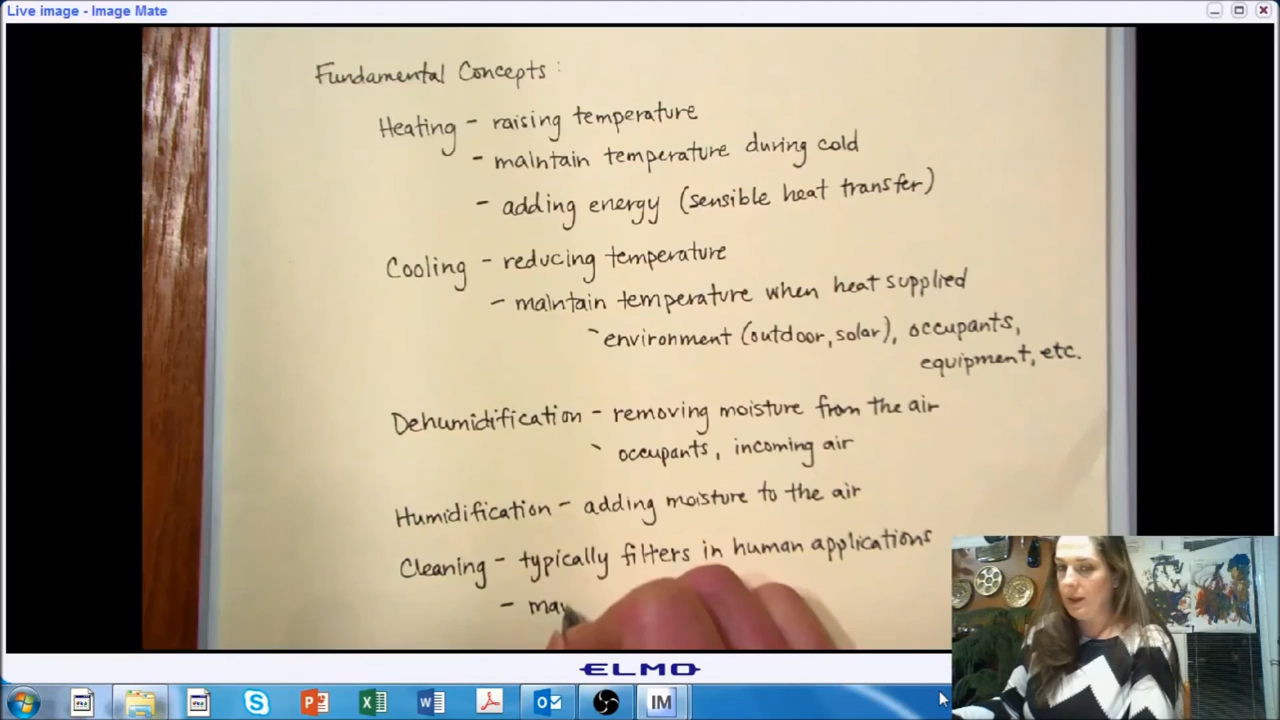 Live image - Image Mate
Fundamental Concepts:
Heating - raising temperature
- maintain temperature during cold
- adding energy (sensible heat transfer)
Cooling - reducing temperature
- maintain temperature when heat supplied
` environment (outdoor, solar), occupants,
equipment, etc.
Dehumidification - removing moisture from the air
` occupants, incoming air
Humidification - adding moisture to the air
Cleaning - typically filters in human applications
- may
ELMO
IM